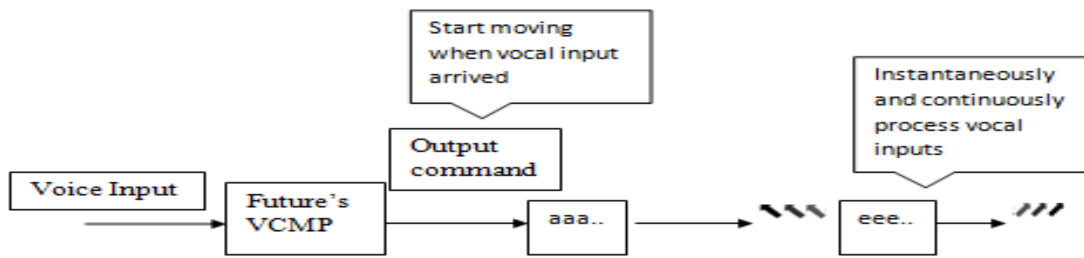 Start moving
when vocal input
arrived
Instantaneously
and continuously
process vocal
inputs
Output
command
Voice Input
Future's
VCMP
aaa..
eee..